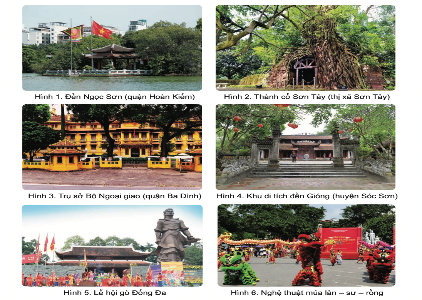 Hình 1. Đền Ngọc Sơn (quận Hoàn Kiếm)
Hình 2. Thành cổ Sơn Tây (thị xã Sơn Tây)
Hình 3. Trụ sở Bộ Ngoại giao (quận Ba Đình)
Hình 4. Khu di tích đền Gióng (huyện Sóc Sơn)
Hình 5. Lễ hội gò Đống Đa
Hình 6. Nghệ thuật múa lân – sư – rồng